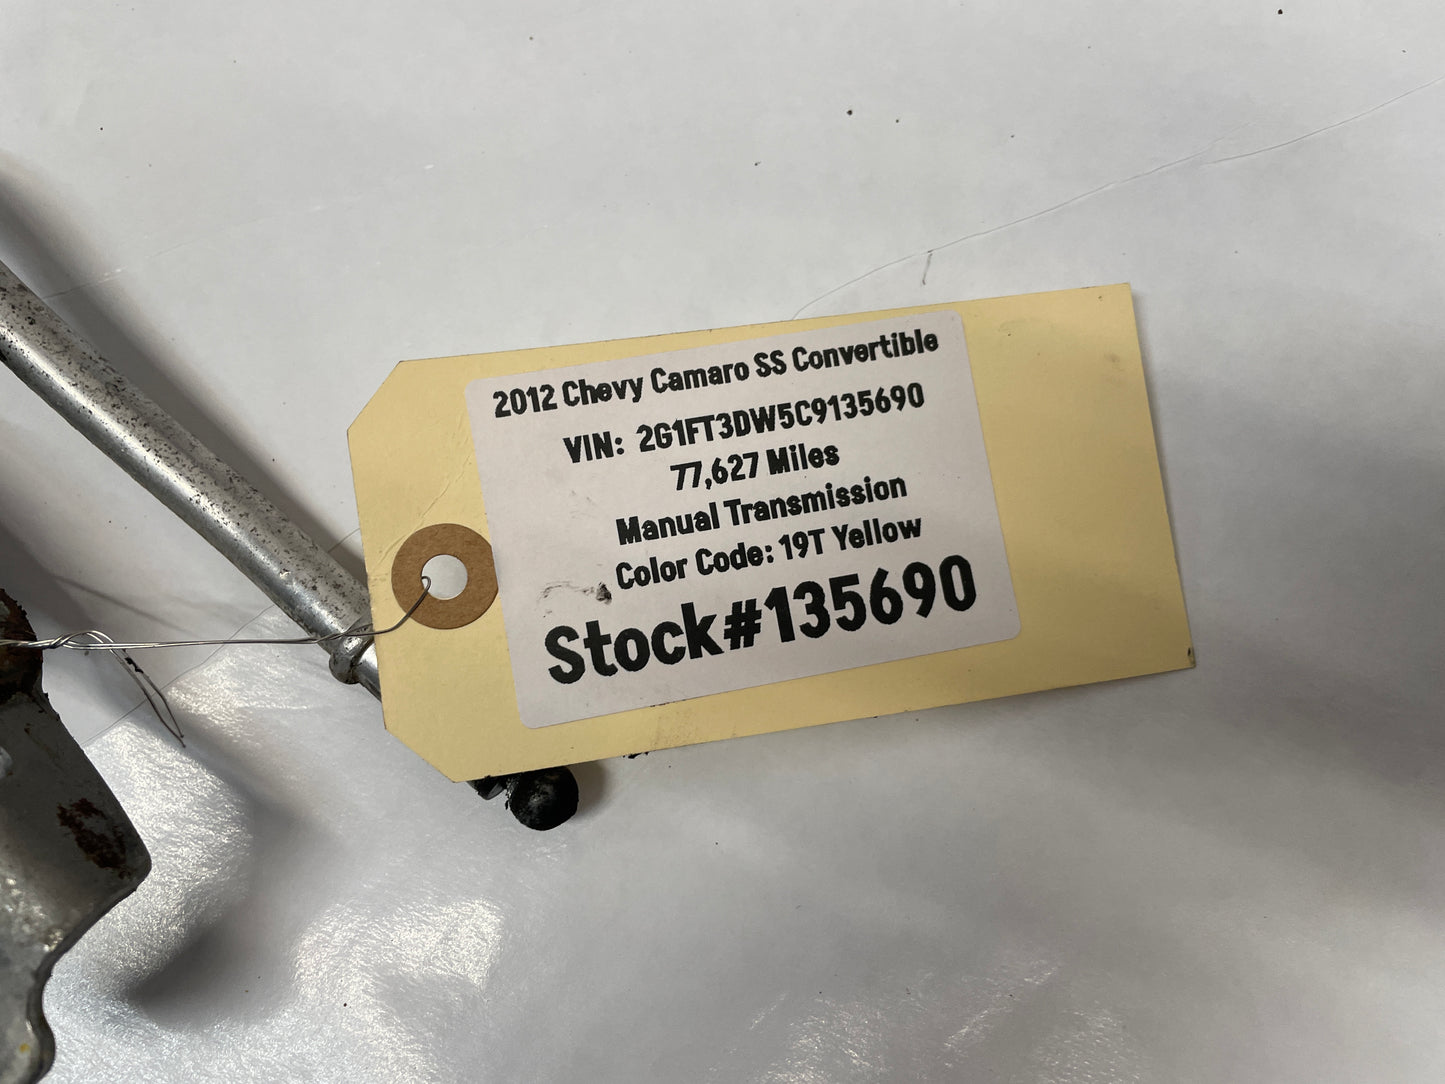 2012 Chevy Camaro SS Convertible
VIN: 2G1FT3DW5C9135690
77,627 Miles
Manual Transmission
Color Code: 19T Yellow
Stock#135690